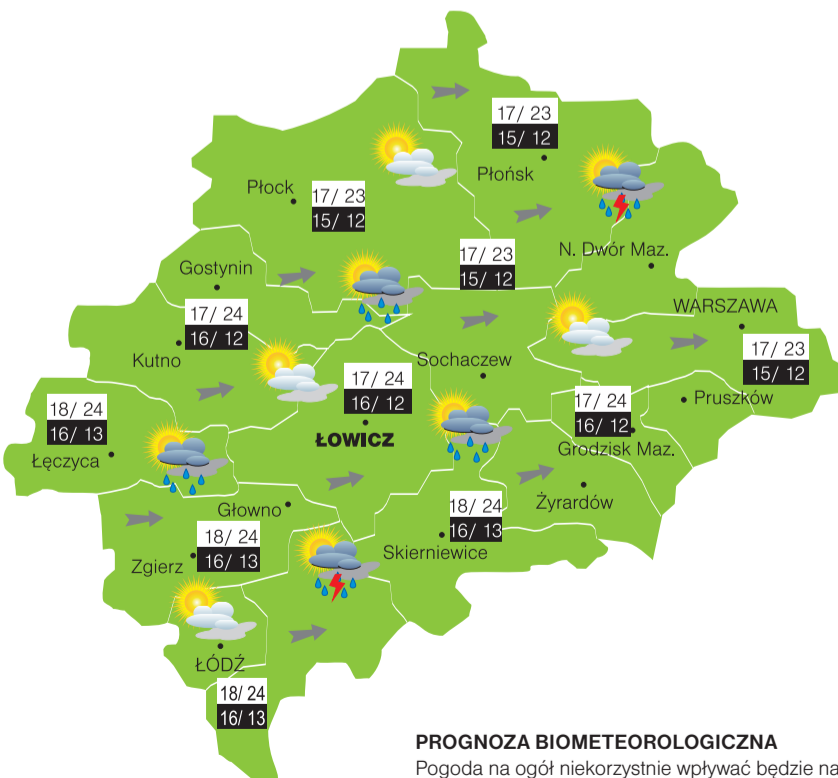 17/ 23
15/ 12
Płońsk
Płock
17/ 23
15/ 12
N. Dwór Maz.
17/ 23
15/ 12
Gostynin
17/ 24
16/ 12
Kutno
WARSZAWA
17/ 23
15/ 12
Sochaczew
17/ 24
16/ 12
ŁOWICZ
Pruszków
17/ 24
16/ 12
Grodzisk Maz.
18/ 24
16/ 13
Łęczyca
Żyrardów
Głowno
18/ 24
16/ 13
Skierniewice
18/ 24
16/ 13
Zgierz
ŁÓDŹ
18/ 24
16/ 13
PROGNOZA BIOMETEOROLOGICZNA
Pogoda na ogół niekorzystnie wpływać będzie na